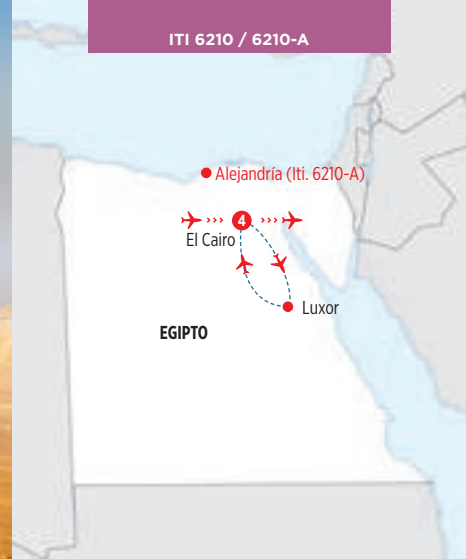 ITI 6210 / 6210-A
Alejandría (Iti. 6210-A)
4
El Cairo
Luxor
EGIPTO